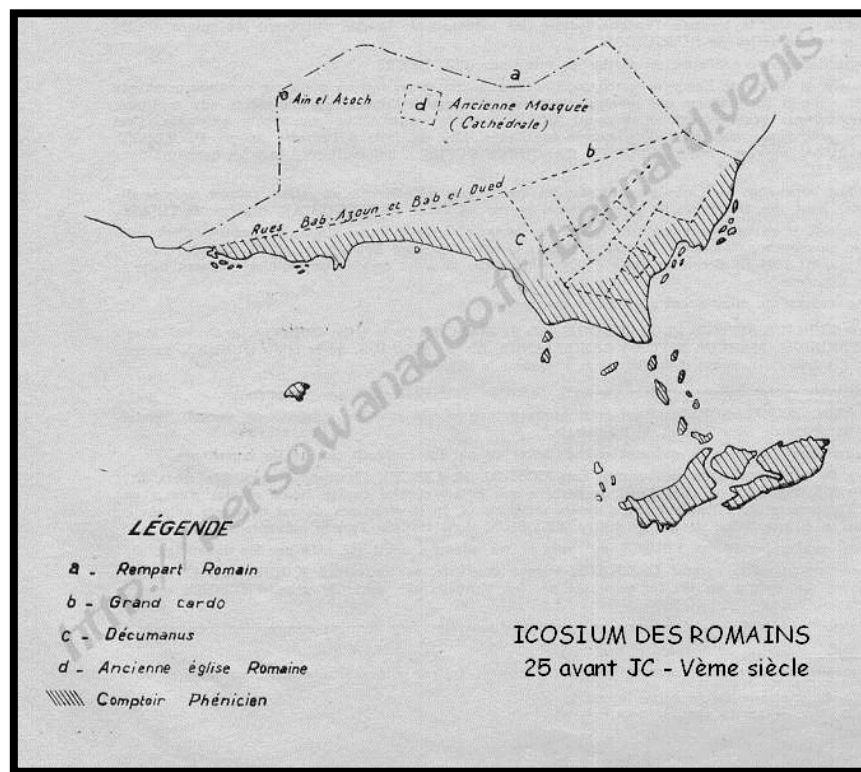 a
Ain el Atoch
d
Ancienne Mosquée
(Cathédrale)
b
Rues Bab-Azoun et Bab el Oued
c
http://perso.wanadoo.fr/bernard.venis
LÉGENDE
a - Rempart Romain
b - Grand cardo
c - Décumanus
d - Ancienne église Romaine
Comptoir Phénicien
ICOSIUM DES ROMAINS
25 avant JC - Vème siècle